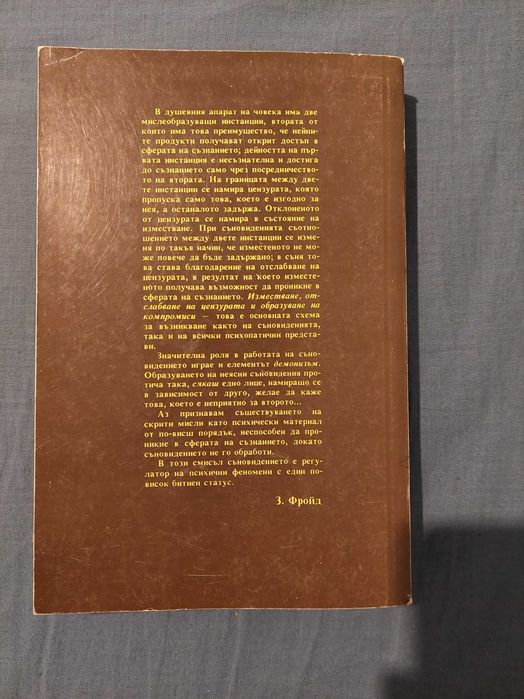 В душевния апарат на човека има две
мислеобразуващи инстанции, втората от
които има това преимущество, че нейни-
те продукти получават открит достъп в
сферата на съзнанието; дейността на пър-
вата инстанция е несъзнателна и достига
до съзнанието само чрез посредничество-
то на втората. На границата между две-
те инстанции се намира цензурата, която
пропуска само това, което е изгодно за
нея, а останалото задържа. Отклоненото
от цензурата се намира в състояние на
изместване. При съновиденията съотно-
шението между двете инстанции се изме-
ня по такъв начин, че изместеното не мо-
же повече да бъде задържано; в съня то-
ва става благодарение на отслабване на
цензурата, в резултат на което изместе-
ното получава възможност да проникне в
сферата на съзнанието. Изместване, от-
слабване на цензурата и образуване на
компромиси — това е основната схема
за възникване както на съновиденията,
така и на всички психопатични предста-
ви.
Значителна роля в работата на съно-
видението играе и елементът демонизъм.
Образуването на неясни съновидения про-
тича така, сякаш едно лице, намиращо се
в зависимост от друго, желае да каже
това, което е неприятно за второто...
Аз признавам съществуването на
скрити мисли като психически материал
от по-висш порядък, неспособен да про-
никне в сферата на съзнанието, докато
съновидението не го обработи.
В този смисъл съновидението е регу-
латор на психични феномени с един по-
висок битиен статус.
З. Фройд